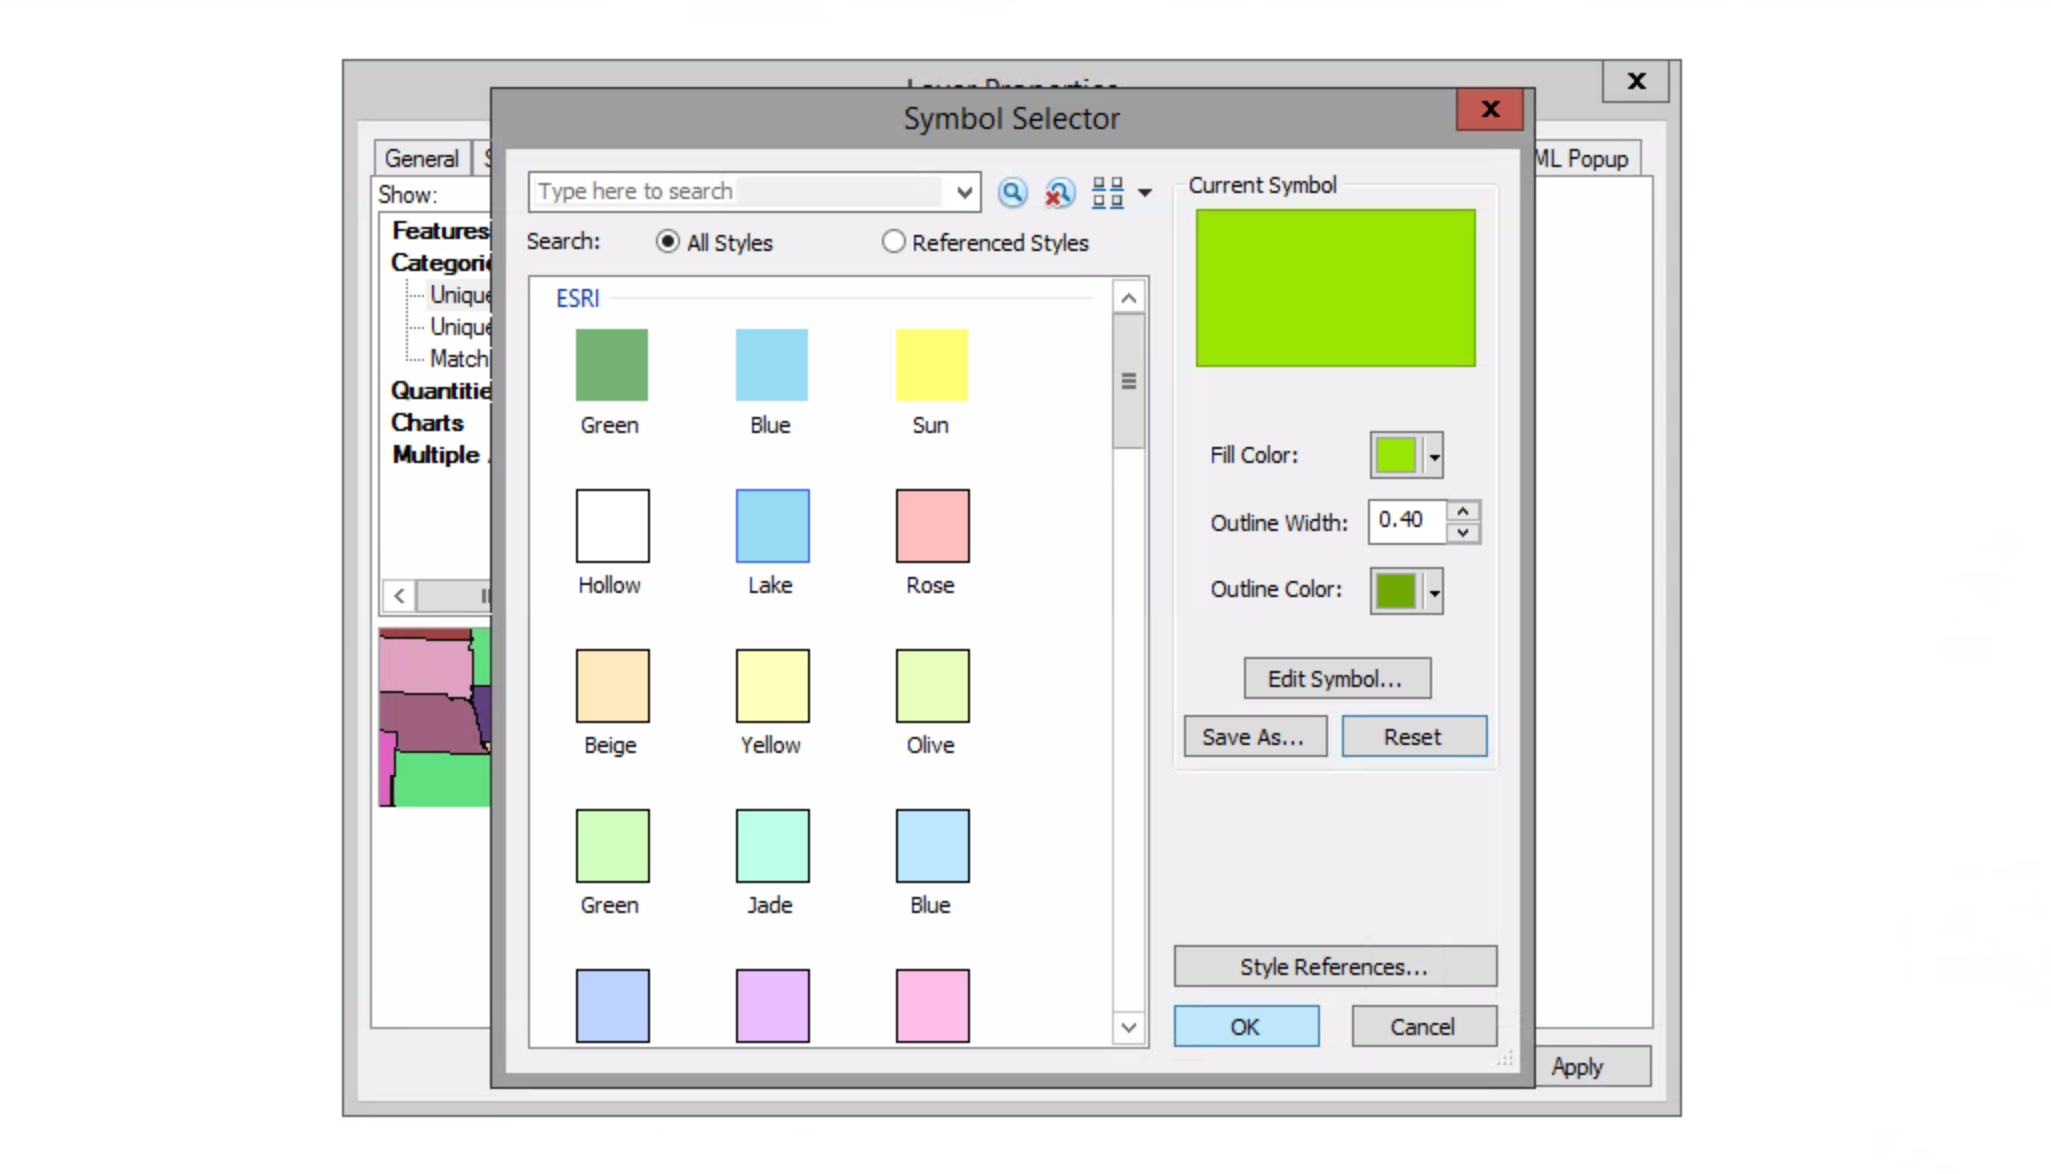 Layer Properties
X
Symbol Selector
X
General
ML Popup
Show:
Features
Categori
Unique
Unique
Match
Quantitie
Charts
Multiple
Type here to search
Search:
All Styles
Referenced Styles
ESRI
Green
Blue
Sun
Hollow
Lake
Rose
Beige
Yellow
Olive
Green
Jade
Blue
Current Symbol
Fill Color:
Outline Width:
0.40
Outline Color:
Edit Symbol...
Save As...
Reset
Style References...
OK
Cancel
Apply